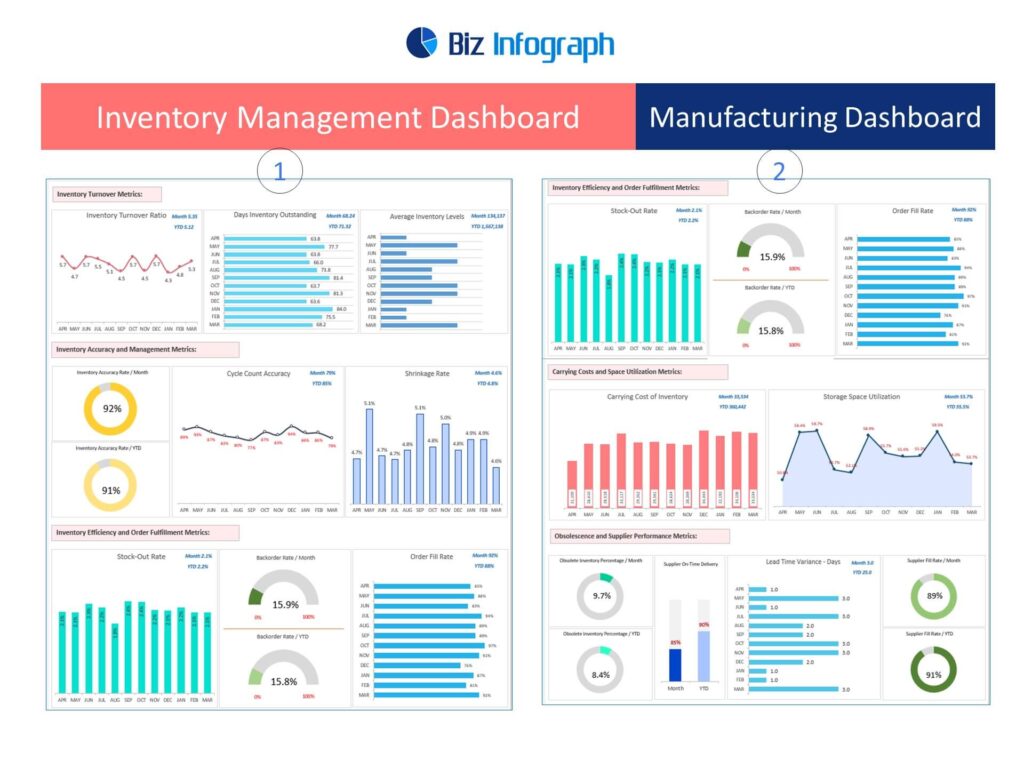 Biz Infograph
Inventory Management Dashboard
Manufacturing Dashboard
1
2
Inventory Turnover Metrics:
Inventory Turnover Ratio
Month 5.35
YTD 5.12
5.7 4.7 5.7 5.5 5.1 4.5 5.7 4.5 5.7 4.3 4.8 5.3
APR MAY JUN JUL AUG SEP OCT NOV DEC JAN FEB MAR
Days Inventory Outstanding
Month 68.24
YTD 71.32
APR 63.8
MAY 77.7
JUN 63.6
JUL 66.0
AUG 71.8
SEP 81.4
OCT 63.7
NOV 81.3
DEC 63.6
JAN 84.0
FEB 75.5
MAR 68.2
Average Inventory Levels
Month 134,137
APR
MAY
JUN
JUL
AUG
SEP
OCT
NOV
DEC
JAN
FEB
MAR
Inventory Accuracy and Management Metrics:
Inventory Accuracy Rate / Month
92%
Inventory Accuracy Rate / YTD
91%
Cycle Count Accuracy
Month 79%
YTD 85%
APR MAY JUN JUL AUG SEP OCT NOV DEC JAN FEB MAR
Shrinkage Rate
Month 4.6%
YTD 4.8%
4.7% 5.1% 4.7% 4.7% 4.8% 5.1% 4.8% 5.0% 4.8% 4.9% 4.9% 4.6%
APR MAY JUN JUL AUG SEP OCT NOV DEC JAN FEB MAR
Inventory Efficiency and Order Fulfillment Metrics:
Stock-Out Rate
Month 2.1%
YTD 2.2%
APR MAY JUN JUL AUG SEP OCT NOV DEC JAN FEB MAR
Backorder Rate / Month
15.9%
0% 100%
Backorder Rate / YTD
15.8%
0% 100%
Order Fill Rate
Month 92%
YTD 88%
APR
MAY
JUN
JUL
AUG
SEP
OCT
NOV
DEC
JAN
FEB
MAR
Inventory Efficiency and Order Fulfillment Metrics:
Stock-Out Rate
Month 2.1%
YTD 2.2%
APR MAY JUN JUL AUG SEP OCT NOV DEC JAN FEB MAR
Backorder Rate / Month
15.9%
0% 100%
Backorder Rate / YTD
15.8%
0% 100%
Order Fill Rate
Month 92%
YTD 88%
APR
MAY
JUN
JUL
AUG
SEP
OCT
NOV
DEC
JAN
FEB
MAR
Carrying Costs and Space Utilization Metrics:
Carrying Cost of Inventory
Month 33,534
YTD 360,442
APR MAY JUN JUL AUG SEP OCT NOV DEC JAN FEB MAR
Storage Space Utilization
Month 53.7%
YTD 55.5%
APR MAY JUN JUL AUG SEP OCT NOV DEC JAN FEB MAR
Obsolescence and Supplier Performance Metrics:
Obsolete Inventory Percentage / Month
9.7%
Obsolete Inventory Percentage / YTD
8.4%
Supplier On-Time Delivery
85% 90%
Month YTD
Lead Time Variance - Days
Month 3.0
YTD 25.0
APR 1.0
MAY 3.0
JUN 1.0
JUL 3.0
AUG 2.0
SEP 2.0
OCT 3.0
NOV 3.0
DEC 2.0
JAN 1.0
FEB 1.0
MAR 3.0
Supplier Fill Rate / Month
89%
Supplier Fill Rate / YTD
91%